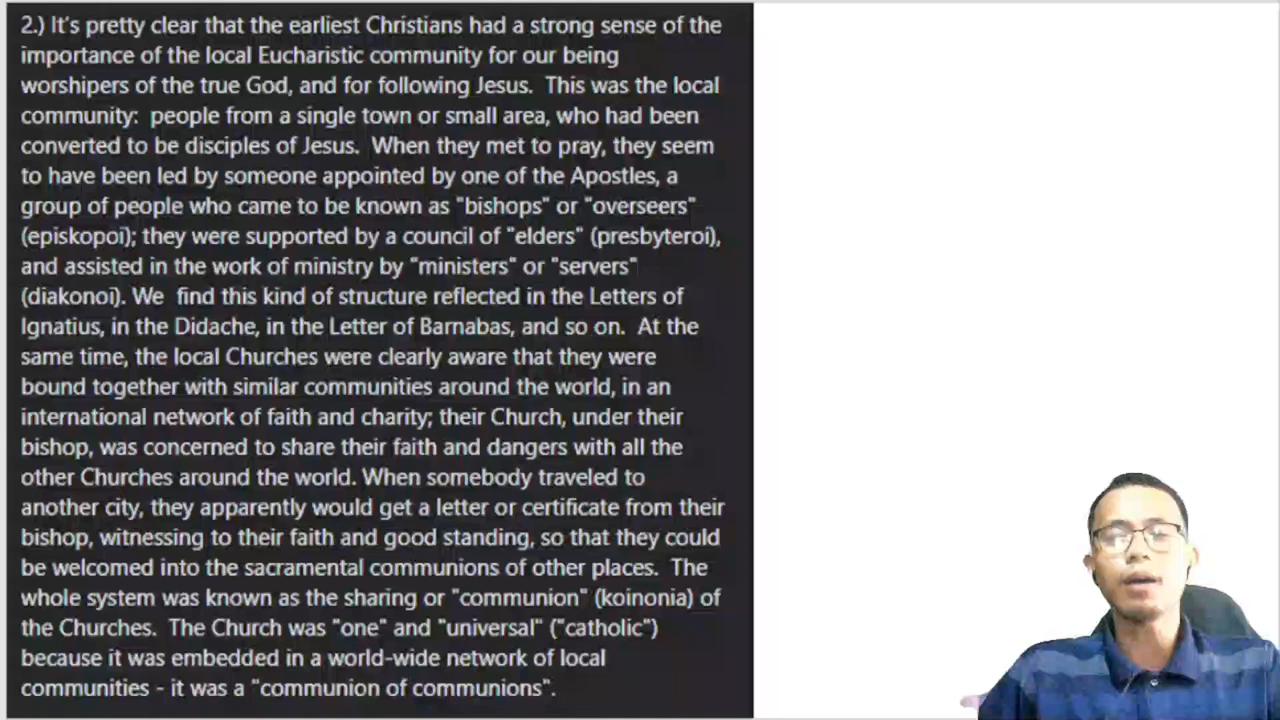 2.) It's pretty clear that the earliest Christians had a strong sense of the
importance of the local Eucharistic community for our being
worshipers of the true God, and for following Jesus.  This was the local
community:  people from a single town or small area, who had been
converted to be disciples of Jesus.  When they met to pray, they seem
to have been led by someone appointed by one of the Apostles, a
group of people who came to be known as "bishops" or "overseers"
(episkopoi); they were supported by a council of "elders" (presbyteroi),
and assisted in the work of ministry by "ministers" or "servers"
(diakonoi). We  find this kind of structure reflected in the Letters of
Ignatius, in the Didache, in the Letter of Barnabas, and so on.  At the
same time, the local Churches were clearly aware that they were
bound together with similar communities around the world, in an
international network of faith and charity; their Church, under their
bishop, was concerned to share their faith and dangers with all the
other Churches around the world. When somebody traveled to
another city, they apparently would get a letter or certificate from their
bishop, witnessing to their faith and good standing, so that they could
be welcomed into the sacramental communions of other places.  The
whole system was known as the sharing or "communion" (koinonia) of
the Churches.  The Church was "one" and "universal" ("catholic")
because it was embedded in a world-wide network of local
communities - it was a "communion of communions".